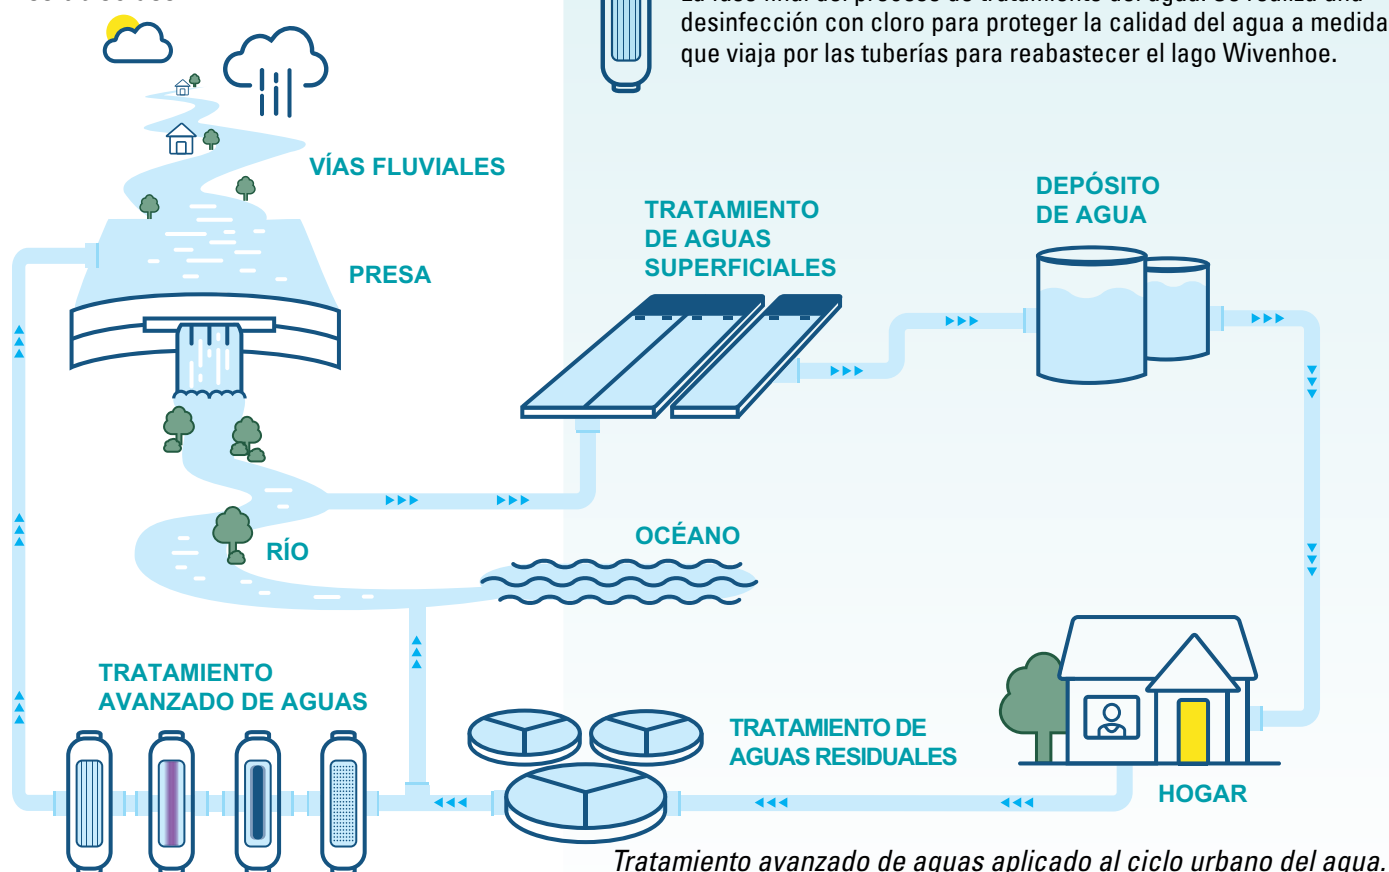 desinfección con cloro para proteger la calidad del agua a medida
que viaja por las tuberías para reabastecer el lago Wivenhoe.
VÍAS FLUVIALES
PRESA
TRATAMIENTO
DE AGUAS
SUPERFICIALES
DEPÓSITO
DE AGUA
RÍO
OCÉANO
TRATAMIENTO
AVANZADO DE AGUAS
TRATAMIENTO DE
AGUAS RESIDUALES
HOGAR
Tratamiento avanzado de aguas aplicado al ciclo urbano del agua.